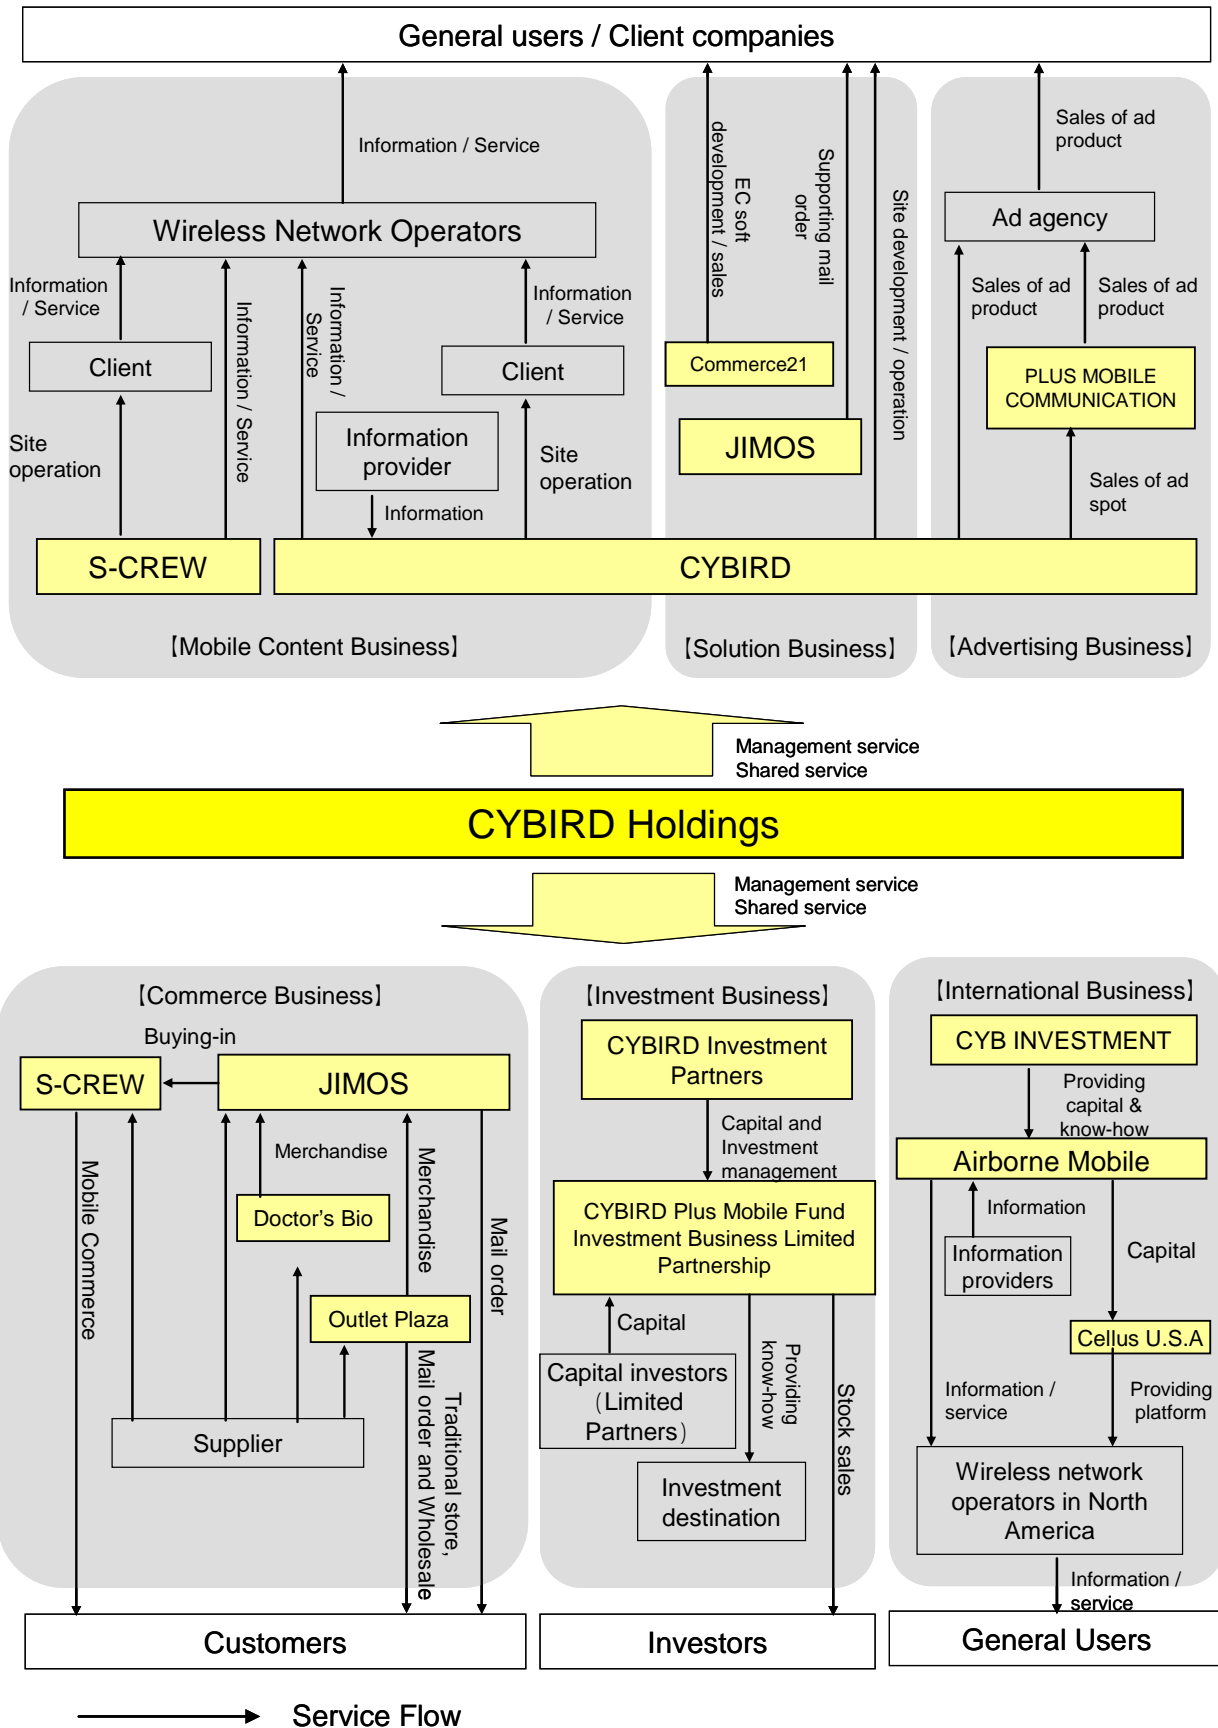 General users / Client companies
Information / Service
development / sales
EC soft
Supporting mail
order
Site development / operation
Sales of ad
product
Wireless Network Operators
Ad agency
Information
/ Service
Information / Service
Information /
Service
Information
/ Service
Sales of ad
product
Sales of ad
product
Client
Client
Commerce21
PLUS MOBILE
COMMUNICATION
Site
operation
Information
provider
Site
operation
JIMOS
Information
Sales of ad
spot
S-CREW
CYBIRD
【Mobile Content Business】
【Solution Business】
【Advertising Business】
Management service
Shared service
CYBIRD Holdings
Management service
Shared service
【Commerce Business】
Buying-in
S-CREW
JIMOS
Merchandise
Merchandise
Mobile Commerce
Mail order
Doctor's Bio
Outlet Plaza
Supplier
Traditional store,
Mail order and Wholesale
Customers
【Investment Business】
CYBIRD Investment
Partners
Capital and
Investment
management
CYBIRD Plus Mobile Fund
Investment Business Limited
Partnership
Capital
Capital investors
(Limited
Partners)
Providing
know-how
Stock sales
Investment
destination
Investors
【International Business】
CYB INVESTMENT
Providing
capital &
know-how
Airborne Mobile
Information
Information
providers
Capital
Cellus U.S.A
Information /
service
Providing
platform
Wireless network
operators in North
America
Information /
service
General Users
Service Flow